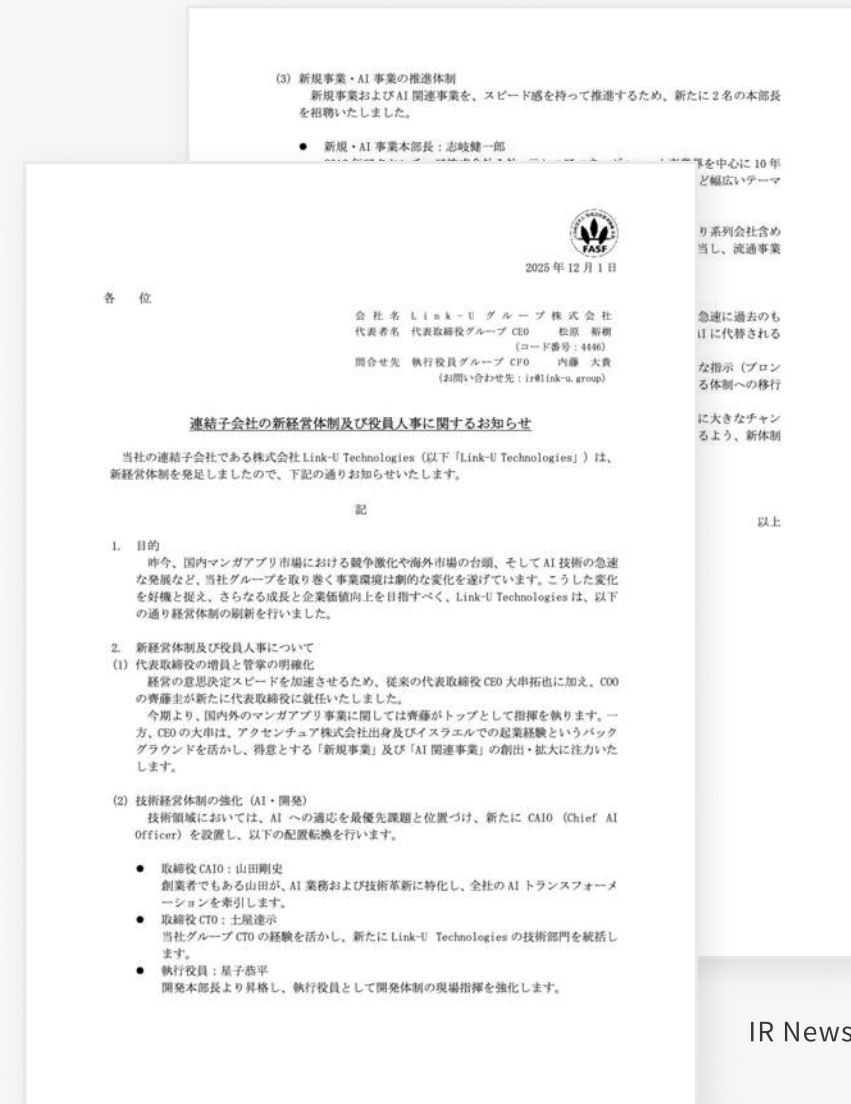 (3) 新規事業・AI 事業の推進体制
新規事業および AI 関連事業を、スピード感を持って推進するため、新たに 2 名の本部長
を招聘いたしました。
● 新規・AI 事業本部長：志岐健一郎
界を中心に 10 年
ど幅広いテーマ
り系列会社含め
当し、流通事業
急速に過去のも
AI に代替される
な指示（プロン
る体制への移行
に大きなチャン
るよう、新体制
以上
FASF
2025 年 12 月 1 日
各 位
会 社 名 Link-U グループ株式会社
代表者名 代表取締役グループ CEO 松原 裕樹
(コード番号：4446)
問合せ先 執行役員グループ CFO 内藤 大貴
(お問い合わせ先：ir@link-u.group)
連結子会社の新経営体制及び役員人事に関するお知らせ
当社の連結子会社である株式会社 Link-U Technologies（以下「Link-U Technologies」）は、
新経営体制を発足しましたので、下記の通りお知らせいたします。
記
1. 目的
昨今、国内マンガアプリ市場における競争激化や海外市場の台頭、そして AI 技術の急速
な発展など、当社グループを取り巻く事業環境は劇的な変化を遂げています。こうした変化
を好機と捉え、さらなる成長と企業価値向上を目指すべく、Link-U Technologies は、以下
の通り経営体制の刷新を行いました。
2. 新経営体制及び役員人事について
(1) 代表取締役の増員と管掌の明確化
経営の意思決定スピードを加速させるため、従来の代表取締役 CEO 大串拓也に加え、COO
の齊藤圭が新たに代表取締役に就任いたしました。
今期より、国内外のマンガアプリ事業に関しては齊藤がトップとして指揮を執ります。一
方、CEO の大串は、アクセンチュア株式会社出身及びイスラエルでの起業経験というバック
グラウンドを活かし、得意とする「新規事業」及び「AI 関連事業」の創出・拡大に注力いた
します。
(2) 技術経営体制の強化（AI・開発）
技術領域においては、AI への適応を最優先課題と位置づけ、新たに CAIO（Chief AI
Officer）を設置し、以下の配置転換を行います。
● 取締役 CAIO：山田剛史
創業者でもある山田が、AI 業務および技術革新に特化し、全社の AI トランスフォーメ
ーションを牽引します。
● 取締役 CTO：土屋達示
当社グループ CTO の経験を活かし、新たに Link-U Technologies の技術部門を統括し
ます。
● 執行役員：星子恭平
開発本部長より昇格し、執行役員として開発体制の現場指揮を強化します。
IR News